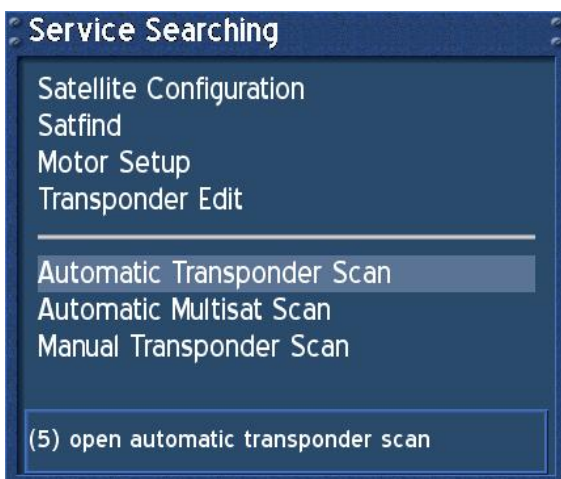 Service Searching
Satellite Configuration
Satfind
Motor Setup
Transponder Edit
Automatic Transponder Scan
Automatic Multisat Scan
Manual Transponder Scan
(5) open automatic transponder scan